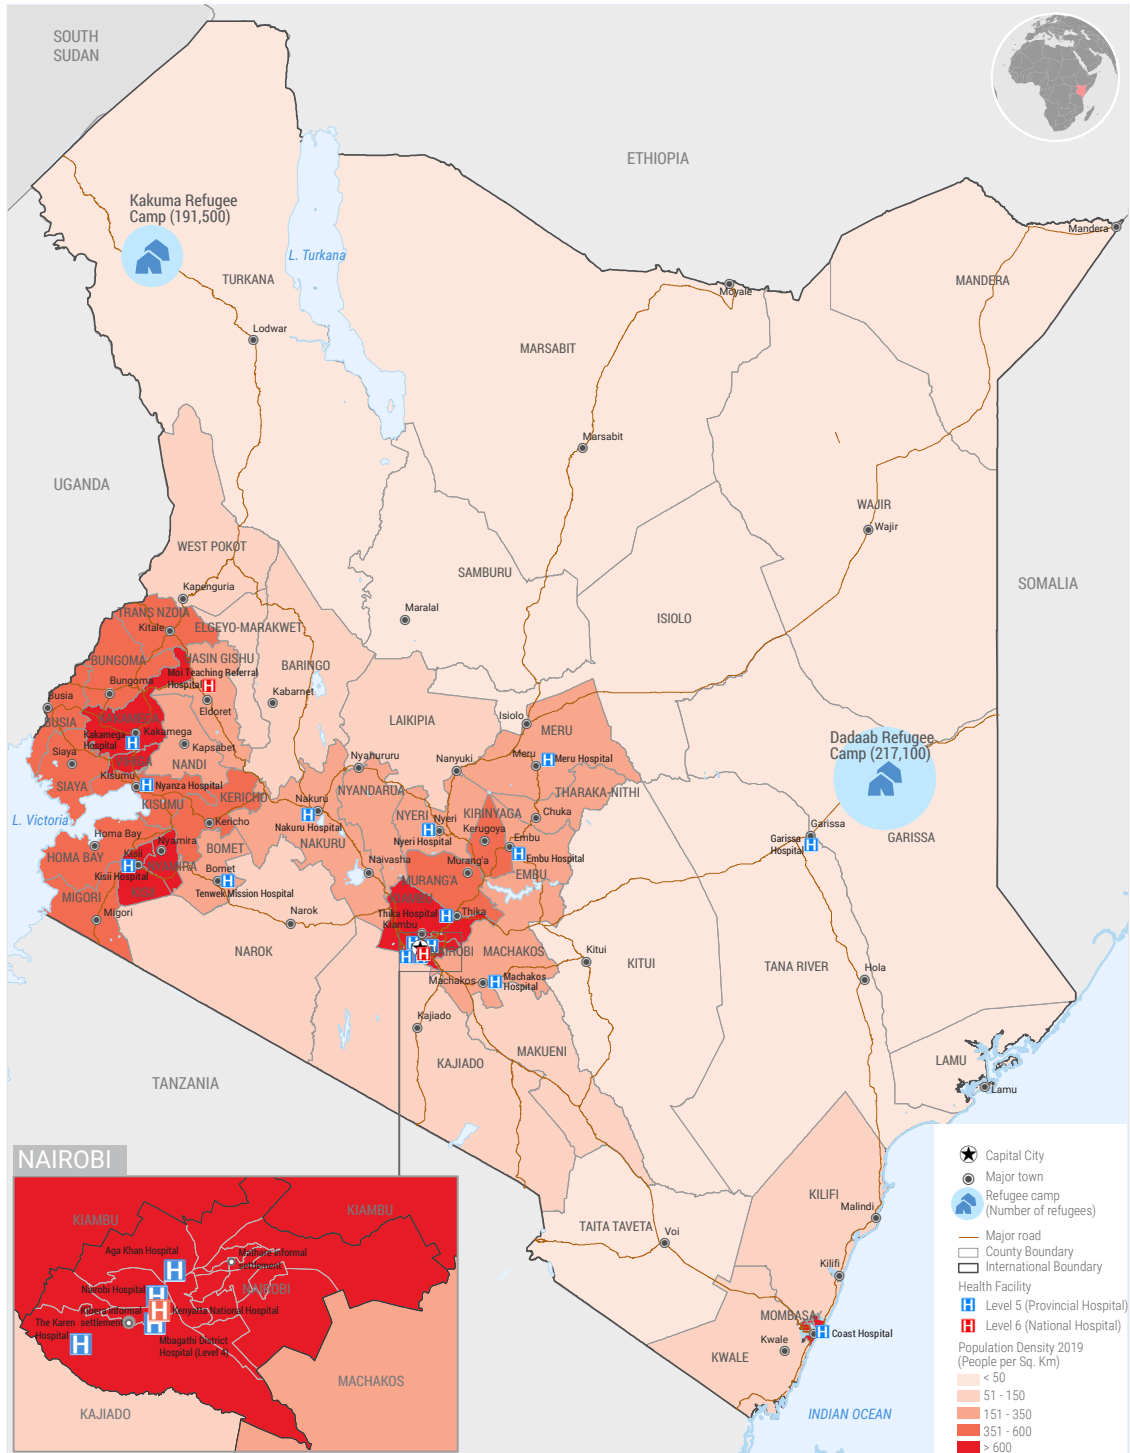 SOUTH
SUDAN
ETHIOPIA
Kakuma Refugee
Camp (191,500)
Mandera
L. Turkana
TURKANA
MANDERA
Moyale
Lodwar
MARSABIT
Marsabit
UGANDA
WAJIR
Wajir
WEST POKOT
SAMBURU
SOMALIA
Kapenguria
Maralal
TRANS NZOIA
ISIOLO
Kitale
ELGEYO-MARAKWET
BUNGOMA
UASIN GISHU
BARINGO
Moi Teaching Referral
Hospital
Bungoma
Kabarnet
Busia
Eldoret
BUSIA
KAKAMEGA
LAIKIPIA
Isiolo
MERU
Kakamega
Hospital
Kakamega
Dadaab Refugee
Camp (217,100)
Siaya
Kapsabet
VIHIGA
NANDI
Nyahururu
Nanyuki
Meru
Meru Hospital
Kisumu
SIAYA
Nyanza Hospital
NYANDARUA
THARAKA-NITHI
KISUMU
KERICHO
Nakuru
NYERI
KIRINYAGA
Chuka
L. Victoria
Kericho
Nakuru Hospital
Nyeri
Garissa
Homa Bay
Nyeri Hospital
Kerugoya
Embu
Garissa
Hospital
GARISSA
Nyamira
BOMET
NAKURU
HOMA BAY
Kisii
NYAMIRA
Naivasha
Murang'a
Embu Hospital
Kisii Hospital
Bomet
MURANG'A
EMBU
MIGORI
KISII
Tenwek Mission Hospital
KIAMBU
Migori
Narok
Thika Hospital
Thika
Kiambu
NAROK
NAIROBI
MACHAKOS
Kitui
KITUI
TANA RIVER
Hola
Machakos
Machakos
Hospital
Kajiado
MAKUENI
KAJIADO
LAMU
TANZANIA
Lamu
NAIROBI
KIAMBU
KIAMBU
Aga Khan Hospital
Mathare informal
settlement
Nairobi Hospital
NAIROBI
Kibera informal
settlement
Kenyatta National Hospital
The Karen
Hospital
Mbagathi District
Hospital (Level 4)
MACHAKOS
KAJIADO
KILIFI
Malindi
TAITA TAVETA
Voi
Kilifi
MOMBASA
Coast Hospital
Kwale
KWALE
INDIAN OCEAN
Capital City
Major town
Refugee camp
(Number of refugees)
Major road
County Boundary
International Boundary
Health Facility
H Level 5 (Provincial Hospital)
H Level 6 (National Hospital)
Population Density 2019
(People per Sq. Km)
< 50
51 - 150
151 - 350
351 - 600
> 600